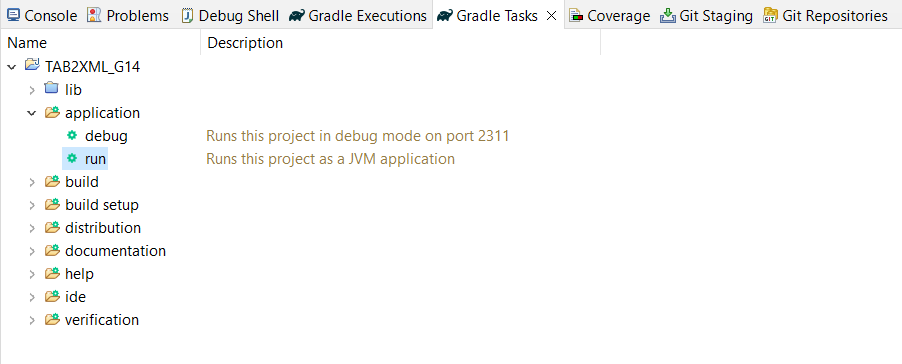 Console Problems Debug Shell Gradle Executions Gradle Tasks Coverage Git Staging Git Repositories
Name Description
TAB2XML_G14
lib
application
debug Runs this project in debug mode on port 2311
run Runs this project as a JVM application
build
build setup
distribution
documentation
help
ide
verification